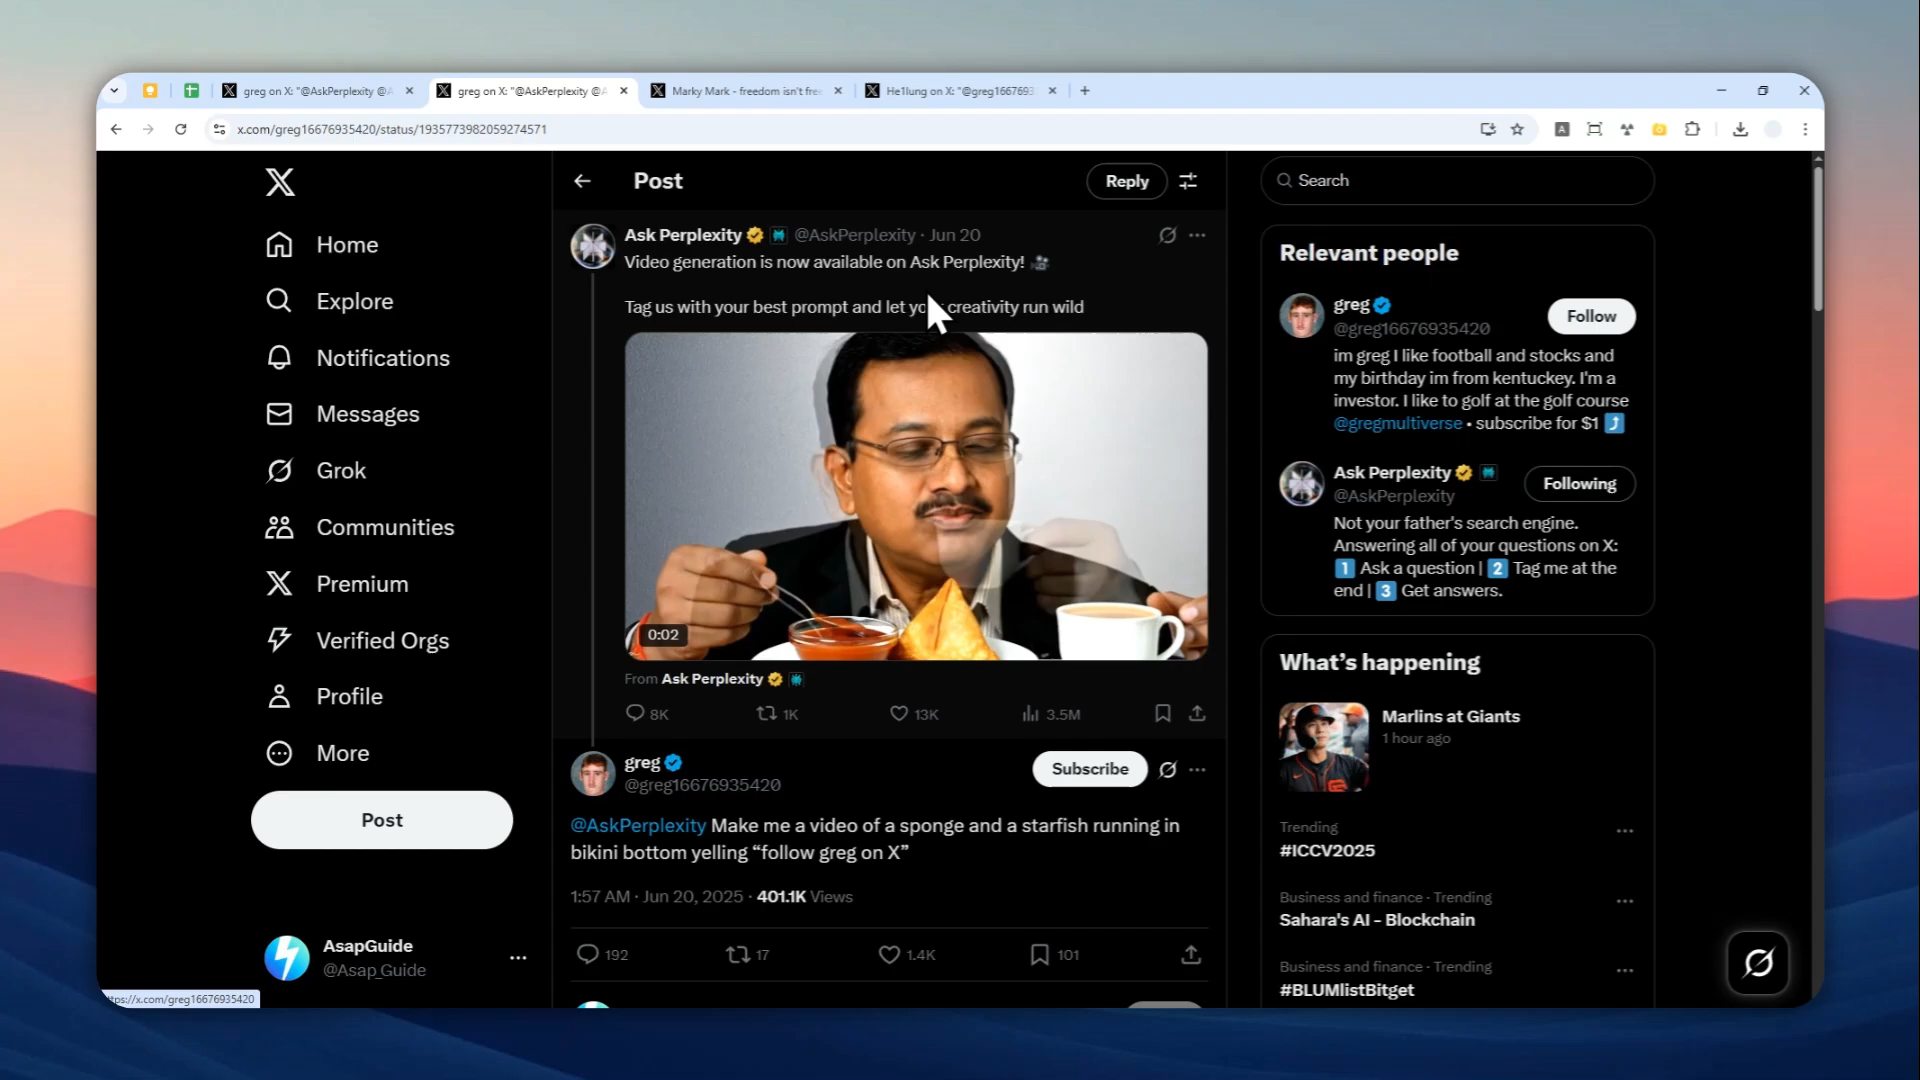 greg on X: "@AskPerplexity @A
greg on X: "@AskPerplexity @A
Marky Mark - freedom isn't free
He1lung on X: "@greg1667693
x.com/greg16676935420/status/1935773982059274571
Home
Explore
Notifications
Messages
Grok
Communities
Premium
Verified Orgs
Profile
More
Post
AsapGuide
@Asap_Guide
ttps://x.com/greg16676935420
Post
Reply
Ask Perplexity @AskPerplexity · Jun 20
Video generation is now available on Ask Perplexity!
Tag us with your best prompt and let creativity run wild
0:02
From Ask Perplexity
8K 1K 13K 3.5M
greg
@greg16676935420
Subscribe
@AskPerplexity Make me a video of a sponge and a starfish running in
bikini bottom yelling “follow greg on X”
1:57 AM · Jun 20, 2025 · 401.1K Views
192 17 1.4K 101
Search
Relevant people
greg
@greg16676935420
Follow
im greg I like football and stocks and
my birthday im from kentucky. I'm a
investor. I like to golf at the golf course
@gregmultiverse • subscribe for $1
Ask Perplexity
@AskPerplexity
Following
Not your father's search engine.
Answering all of your questions on X:
1 Ask a question | 2 Tag me at the
end | 3 Get answers.
What’s happening
Marlins at Giants
1 hour ago
Trending
#ICCV2025
Business and finance · Trending
Sahara's AI - Blockchain
Business and finance · Trending
#BLUMlistBitget